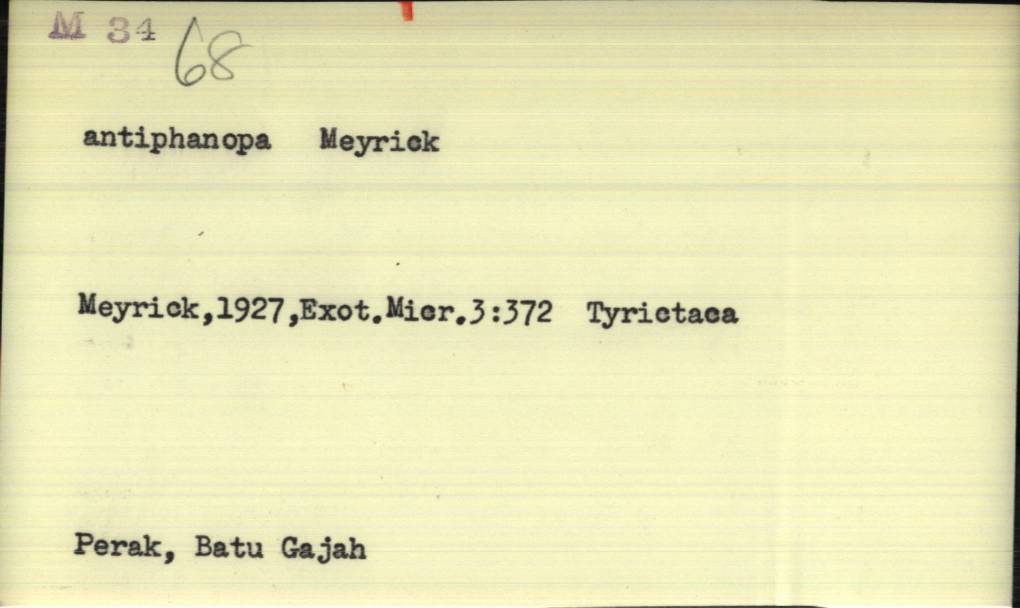 M 34
68
antiphanopa Meyrick
Meyrick,1927,Exot.Micr.3:372 Tyrictaca
Perak, Batu Gajah